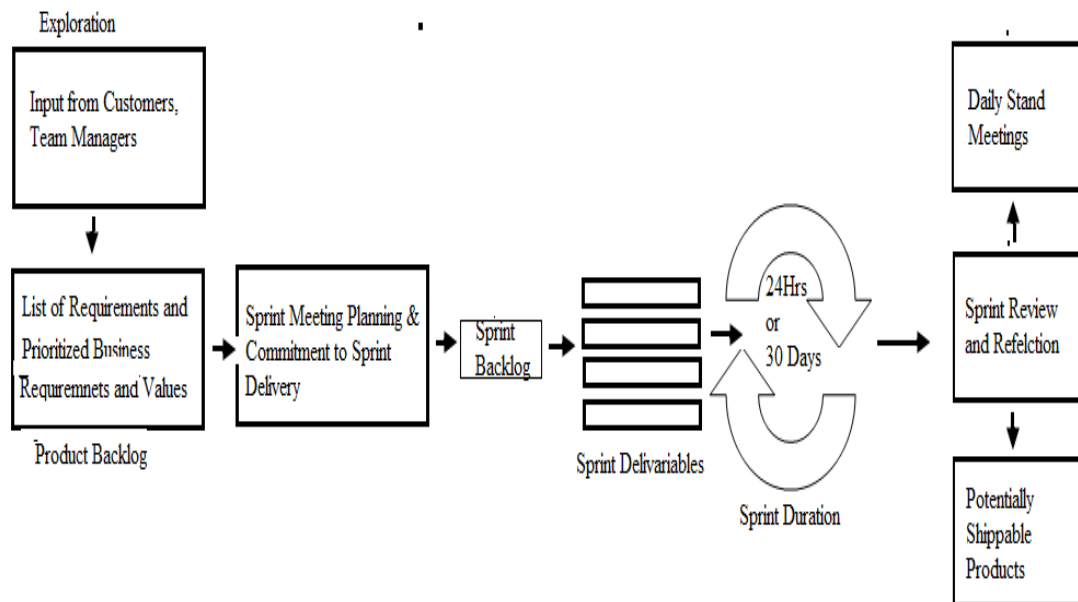 Exploration
Input from Customers,
Team Managers
List of Requirements and
Prioritized Business
Requiremnets and Values
Product Backlog
Sprint Meeting Planning &
Commitment to Sprint
Delivery
Sprint
Backlog
Sprint Delivariables
24Hrs
or
30 Days
Sprint Duration
Daily Stand
Meetings
Sprint Review
and Refelction
Potentially
Shippable
Products